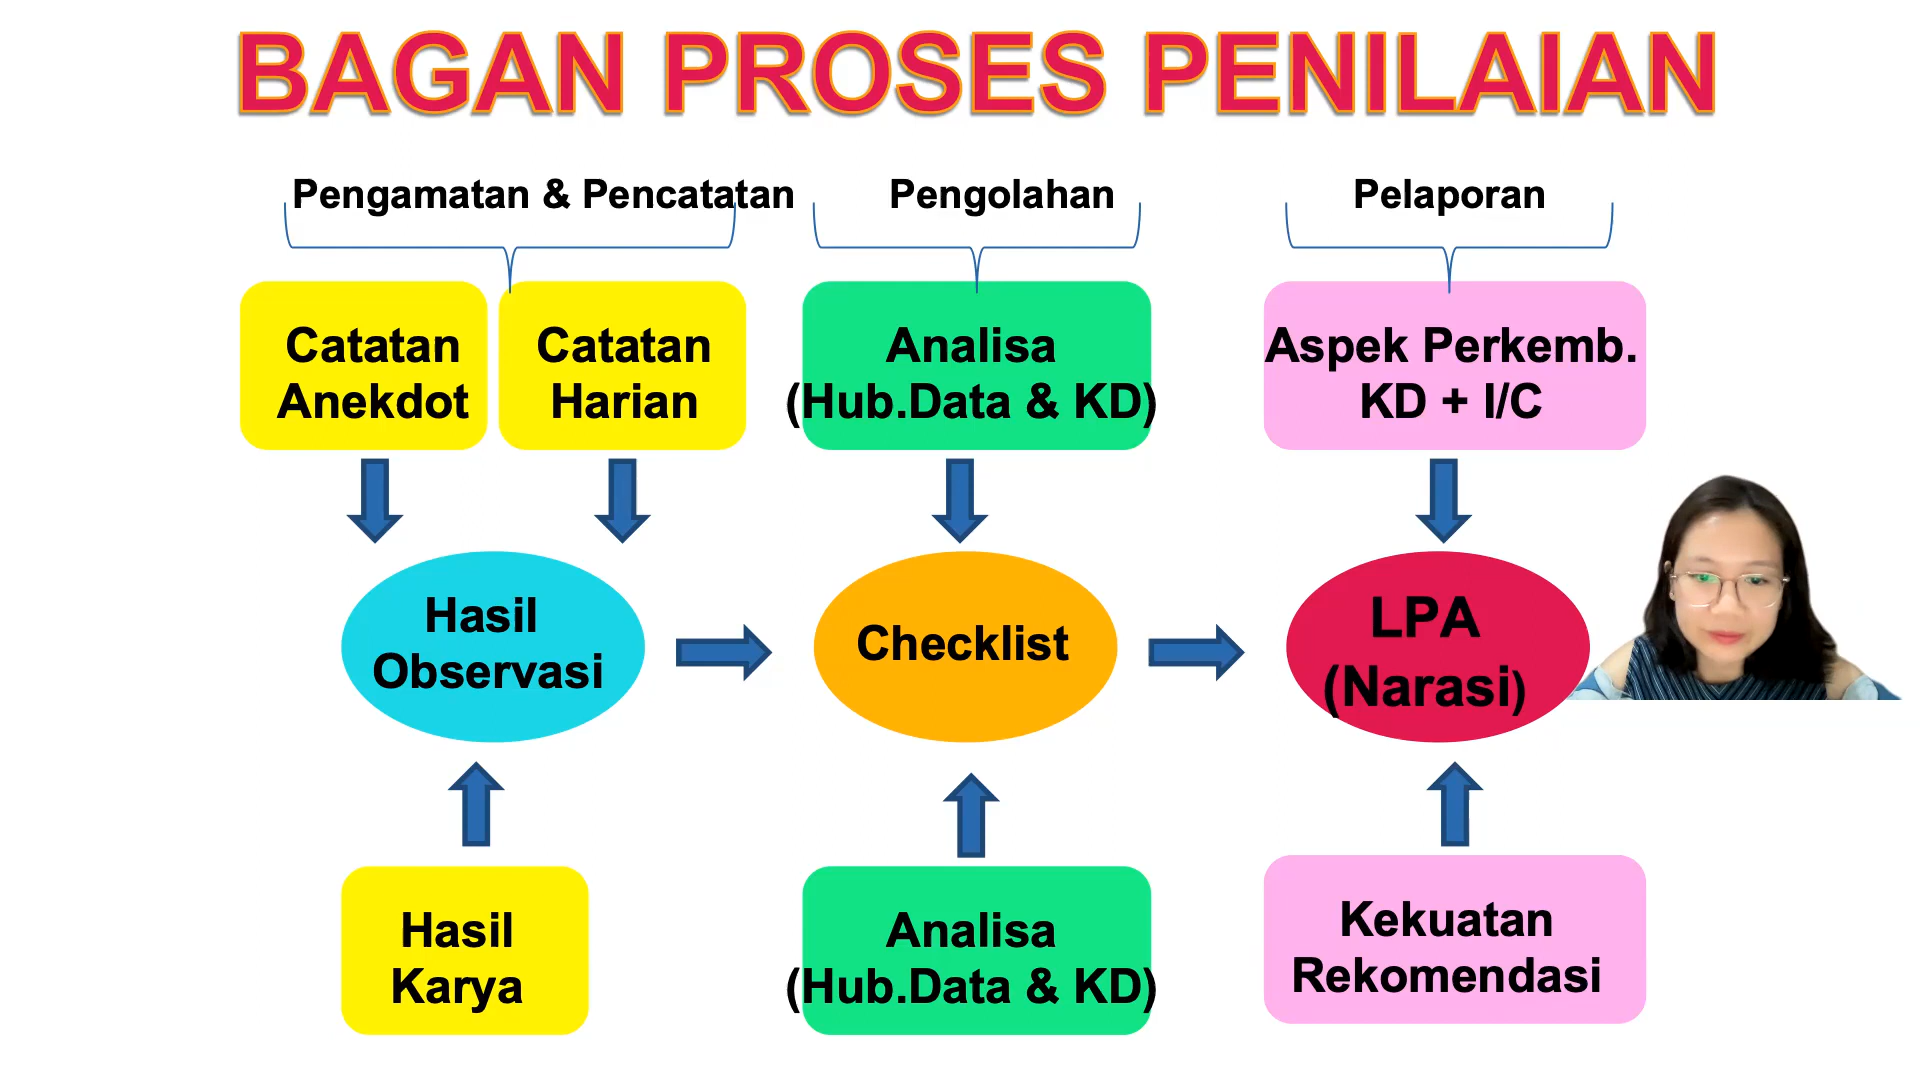 BAGAN PROSES PENILAIAN
Pengamatan & Pencatatan
Pengolahan
Pelaporan
Catatan
Anekdot
Catatan
Harian
Analisa
(Hub.Data & KD)
Aspek Perkemb.
KD + I/C
Hasil
Observasi
Checklist
LPA
(Narasi)
Hasil
Karya
Analisa
(Hub.Data & KD)
Kekuatan
Rekomendasi